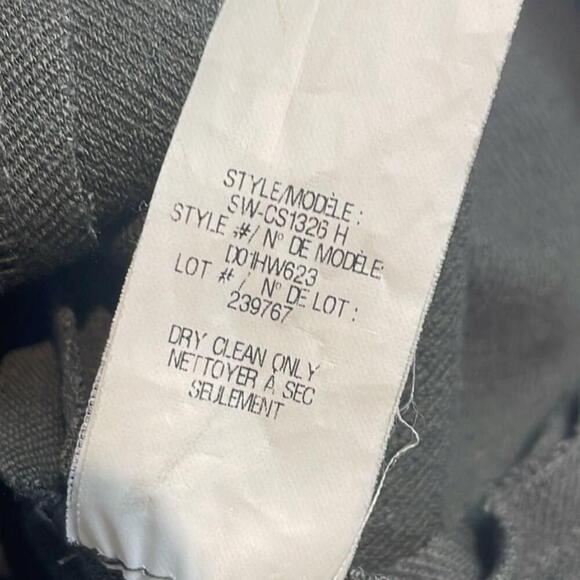 STYLE/MODÈLE :
SW-CS1326 H
STYLE #/ Nº DE MODÈLE:
D01HW623
LOT # / Nº DE LOT :
239767
DRY CLEAN ONLY
NETTOYER À SEC
SEULEMENT